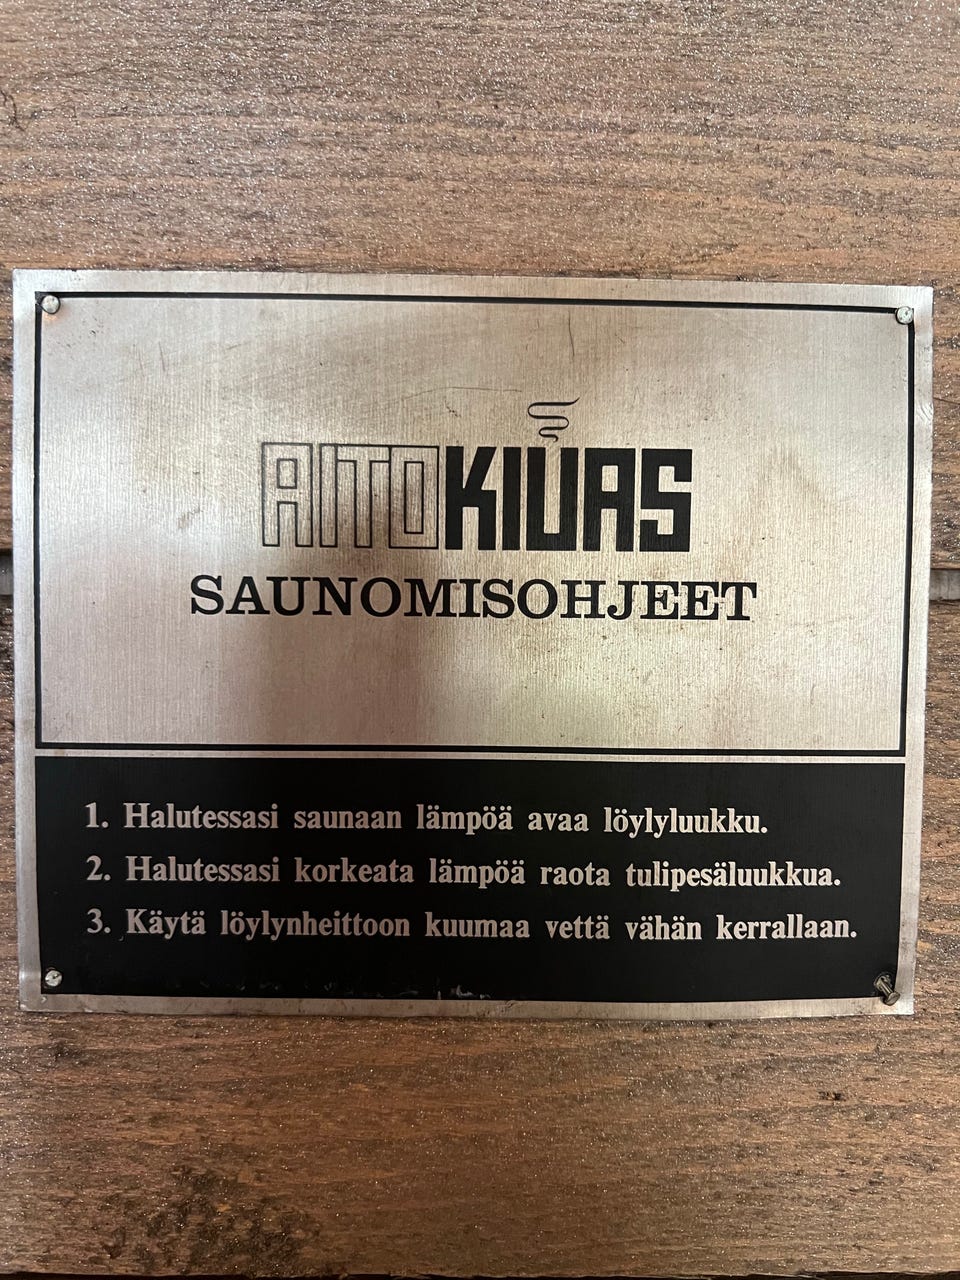 AITOKIUAS
SAUNOMISOHJEET
1. Halutessasi saunaan lämpöä avaa löylyluukku.
2. Halutessasi korkeata lämpöä raota tulipesäluukkua.
3. Käytä löylynheittoon kuumaa vettä vähän kerrallaan.